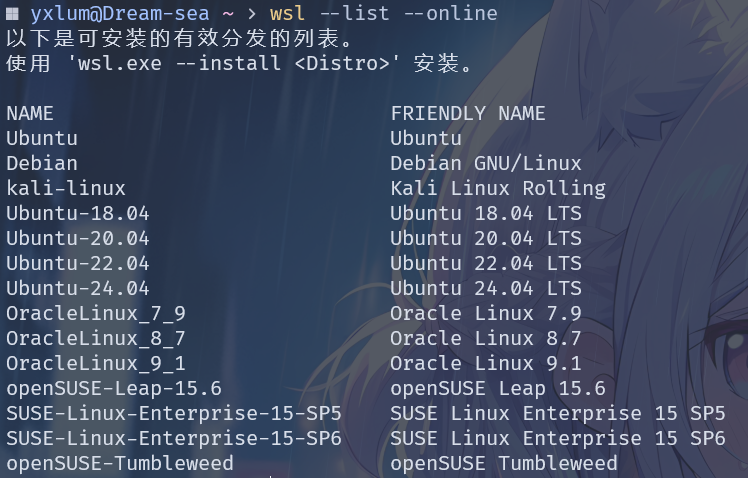 yxlum@Dream-sea ~ › wsl --list --online
以下是可安装的有效分发的列表。
使用 'wsl.exe --install <Distro>' 安装。
NAME FRIENDLY NAME
Ubuntu Ubuntu
Debian Debian GNU/Linux
kali-linux Kali Linux Rolling
Ubuntu-18.04 Ubuntu 18.04 LTS
Ubuntu-20.04 Ubuntu 20.04 LTS
Ubuntu-22.04 Ubuntu 22.04 LTS
Ubuntu-24.04 Ubuntu 24.04 LTS
OracleLinux_7_9 Oracle Linux 7.9
OracleLinux_8_7 Oracle Linux 8.7
OracleLinux_9_1 Oracle Linux 9.1
openSUSE-Leap-15.6 openSUSE Leap 15.6
SUSE-Linux-Enterprise-15-SP5 SUSE Linux Enterprise 15 SP5
SUSE-Linux-Enterprise-15-SP6 SUSE Linux Enterprise 15 SP6
openSUSE-Tumbleweed openSUSE Tumbleweed